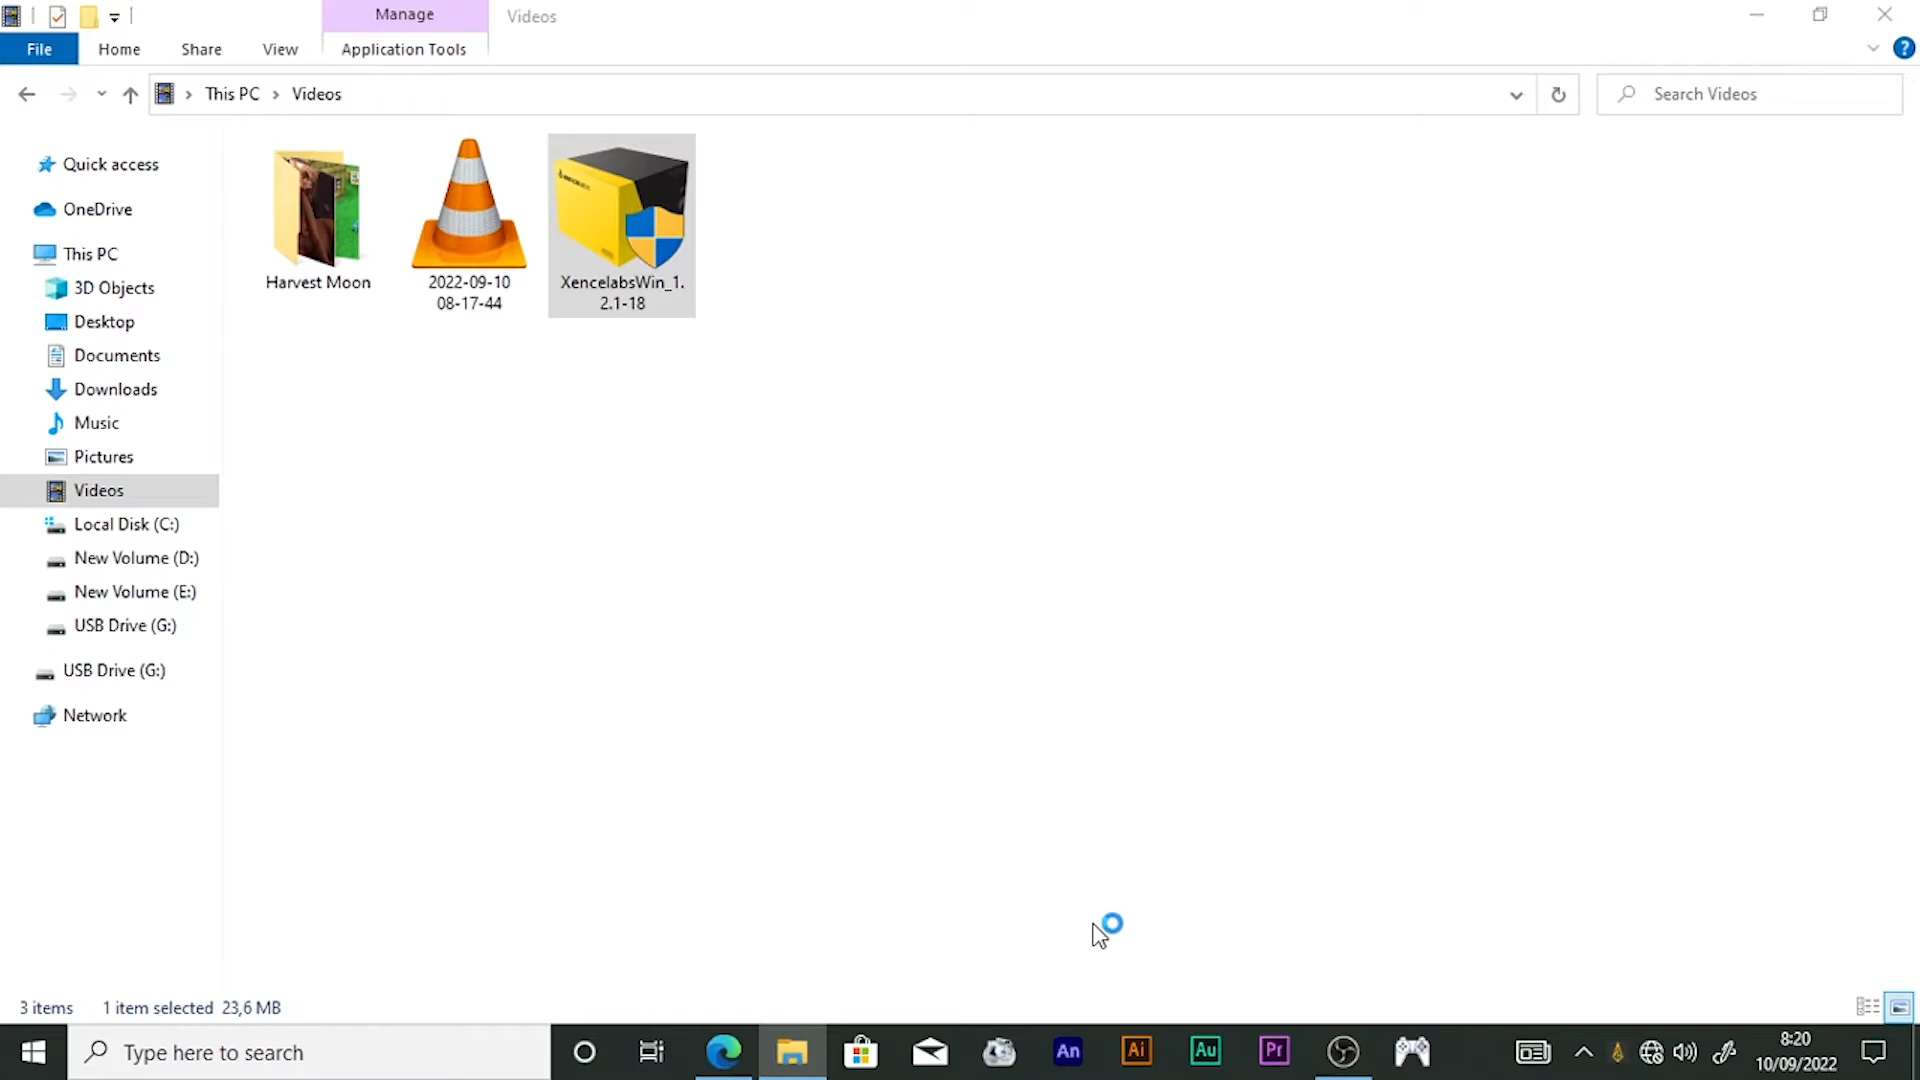 Manage
Videos
File
Home
Share
View
Application Tools
This PC
Videos
Search Videos
Quick access
OneDrive
This PC
3D Objects
Desktop
Documents
Downloads
Music
Pictures
Videos
Local Disk (C:)
New Volume (D:)
New Volume (E:)
USB Drive (G:)
USB Drive (G:)
Network
Harvest Moon
2022-09-10
08-17-44
XencelabsWin_1.
2.1-18
3 items
1 item selected 23,6 MB
Type here to search
An
Ai
Au
Pr
8:20
10/09/2022